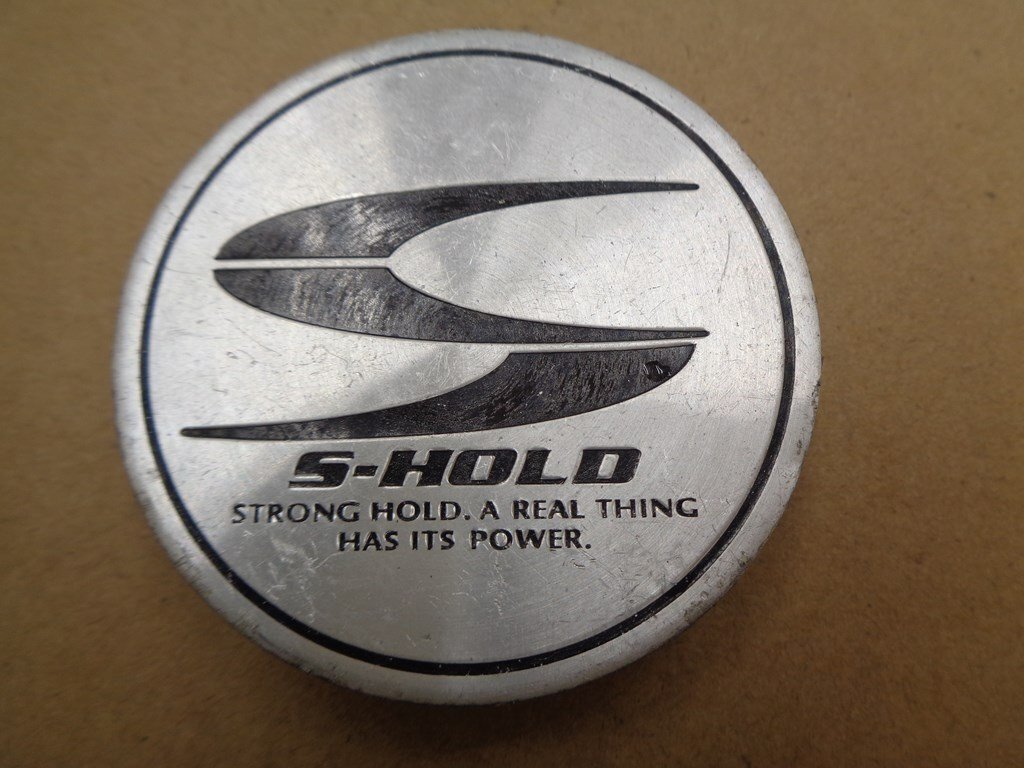 S-HOLD
STRONG HOLD. A REAL THING
HAS ITS POWER.